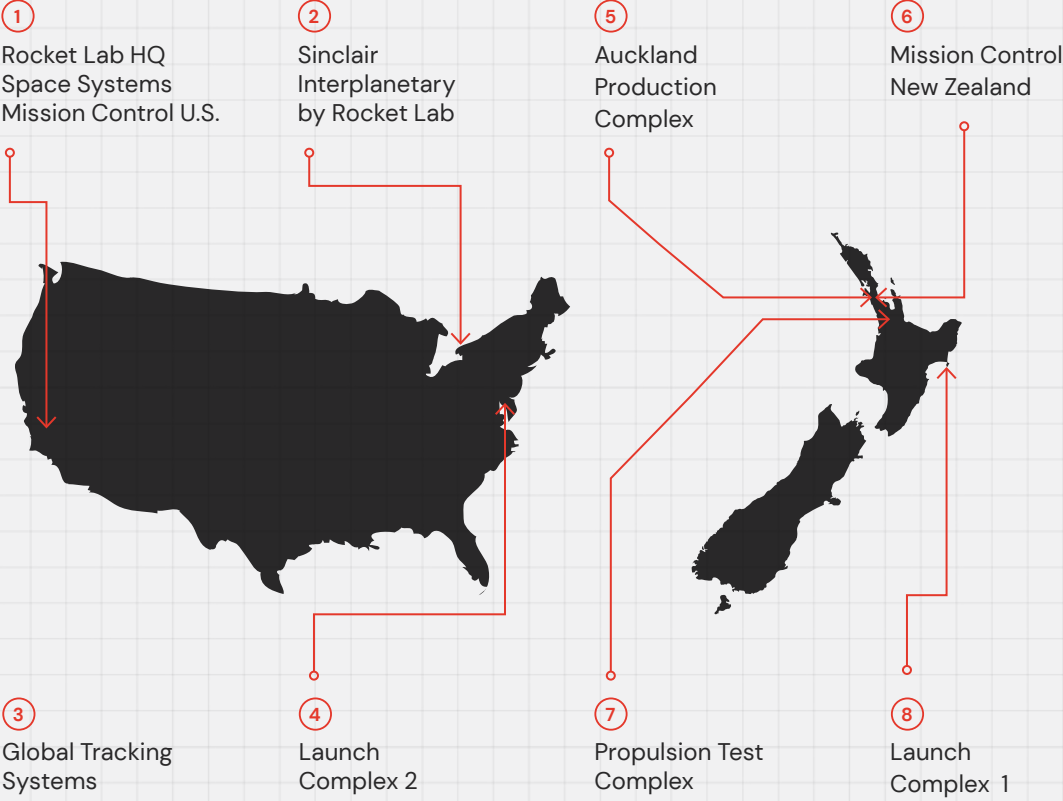 1
Rocket Lab HQ
Space Systems
Mission Control U.S.
2
Sinclair
Interplanetary
by Rocket Lab
5
Auckland
Production
Complex
6
Mission Control
New Zealand
3
Global Tracking
Systems
4
Launch
Complex 2
7
Propulsion Test
Complex
8
Launch
Complex 1